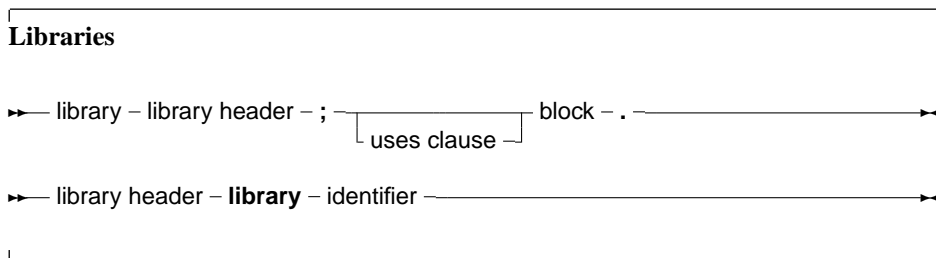 Libraries
library – library header – ; – block – . –
uses clause –
library header – library – identifier –